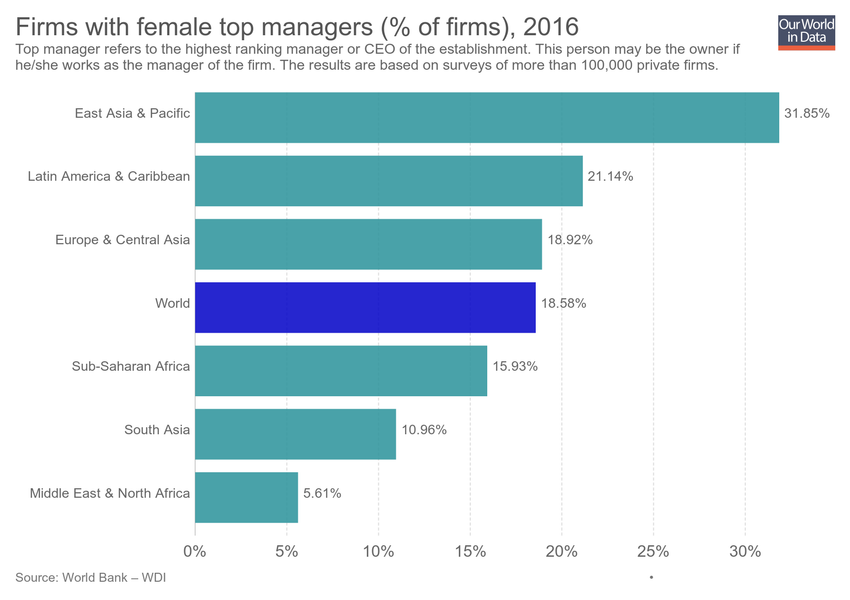 Firms with female top managers (% of firms), 2016
Our World
in Data
Top manager refers to the highest ranking manager or CEO of the establishment. This person may be the owner if
he/she works as the manager of the firm. The results are based on surveys of more than 100,000 private firms.
East Asia & Pacific 31.85%
Latin America & Caribbean 21.14%
Europe & Central Asia 18.92%
World 18.58%
Sub-Saharan Africa 15.93%
South Asia 10.96%
Middle East & North Africa 5.61%
0% 5% 10% 15% 20% 25% 30%
Source: World Bank – WDI